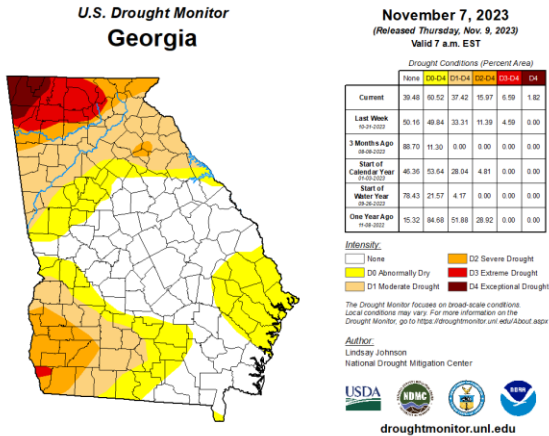 U.S. Drought Monitor
Georgia
November 7, 2023
(Released Thursday, Nov. 9, 2023)
Valid 7 a.m. EST
Drought Conditions (Percent Area)
None D0-D4 D1-D4 D2-D4 D3-D4 D4
Current 39.48 60.52 37.42 15.97 6.59 1.82
Last Week 50.16 49.84 33.31 11.39 4.59 0.00
10-31-2023
3 Months Ago 88.70 11.30 0.00 0.00 0.00 0.00
08-08-2023
Start of Calendar Year 46.36 53.64 28.04 4.81 0.00 0.00
01-03-2023
Start of Water Year 78.43 21.57 4.17 0.00 0.00 0.00
09-26-2023
One Year Ago 15.32 84.68 51.88 28.92 0.00 0.00
11-08-2022
Intensity:
None
D0 Abnormally Dry
D1 Moderate Drought
D2 Severe Drought
D3 Extreme Drought
D4 Exceptional Drought
The Drought Monitor focuses on broad-scale conditions.
Local conditions may vary. For more information on the
Drought Monitor, go to https://droughtmonitor.unl.edu/About.aspx
Author:
Lindsay Johnson
National Drought Mitigation Center
USDA
NDMC
NOAA
droughtmonitor.unl.edu